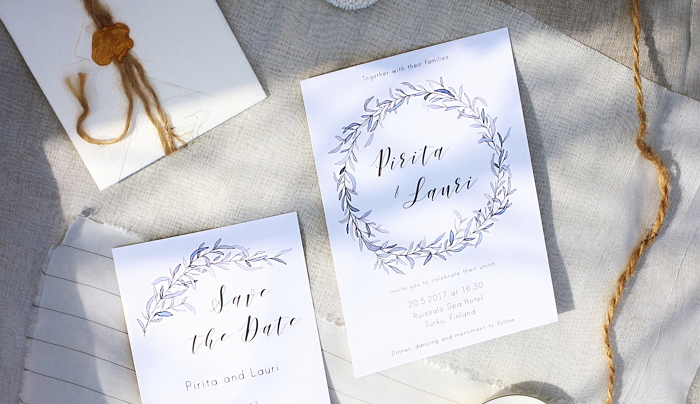 Together with their families
Pirita
& Lauri
invite you to celebrate their union
20.5.2017 at 16:30
Ruissalo Spa Hotel
Turku, Finland
Dinner, dancing and merriment to follow
Save
the Date
Pirita and Lauri